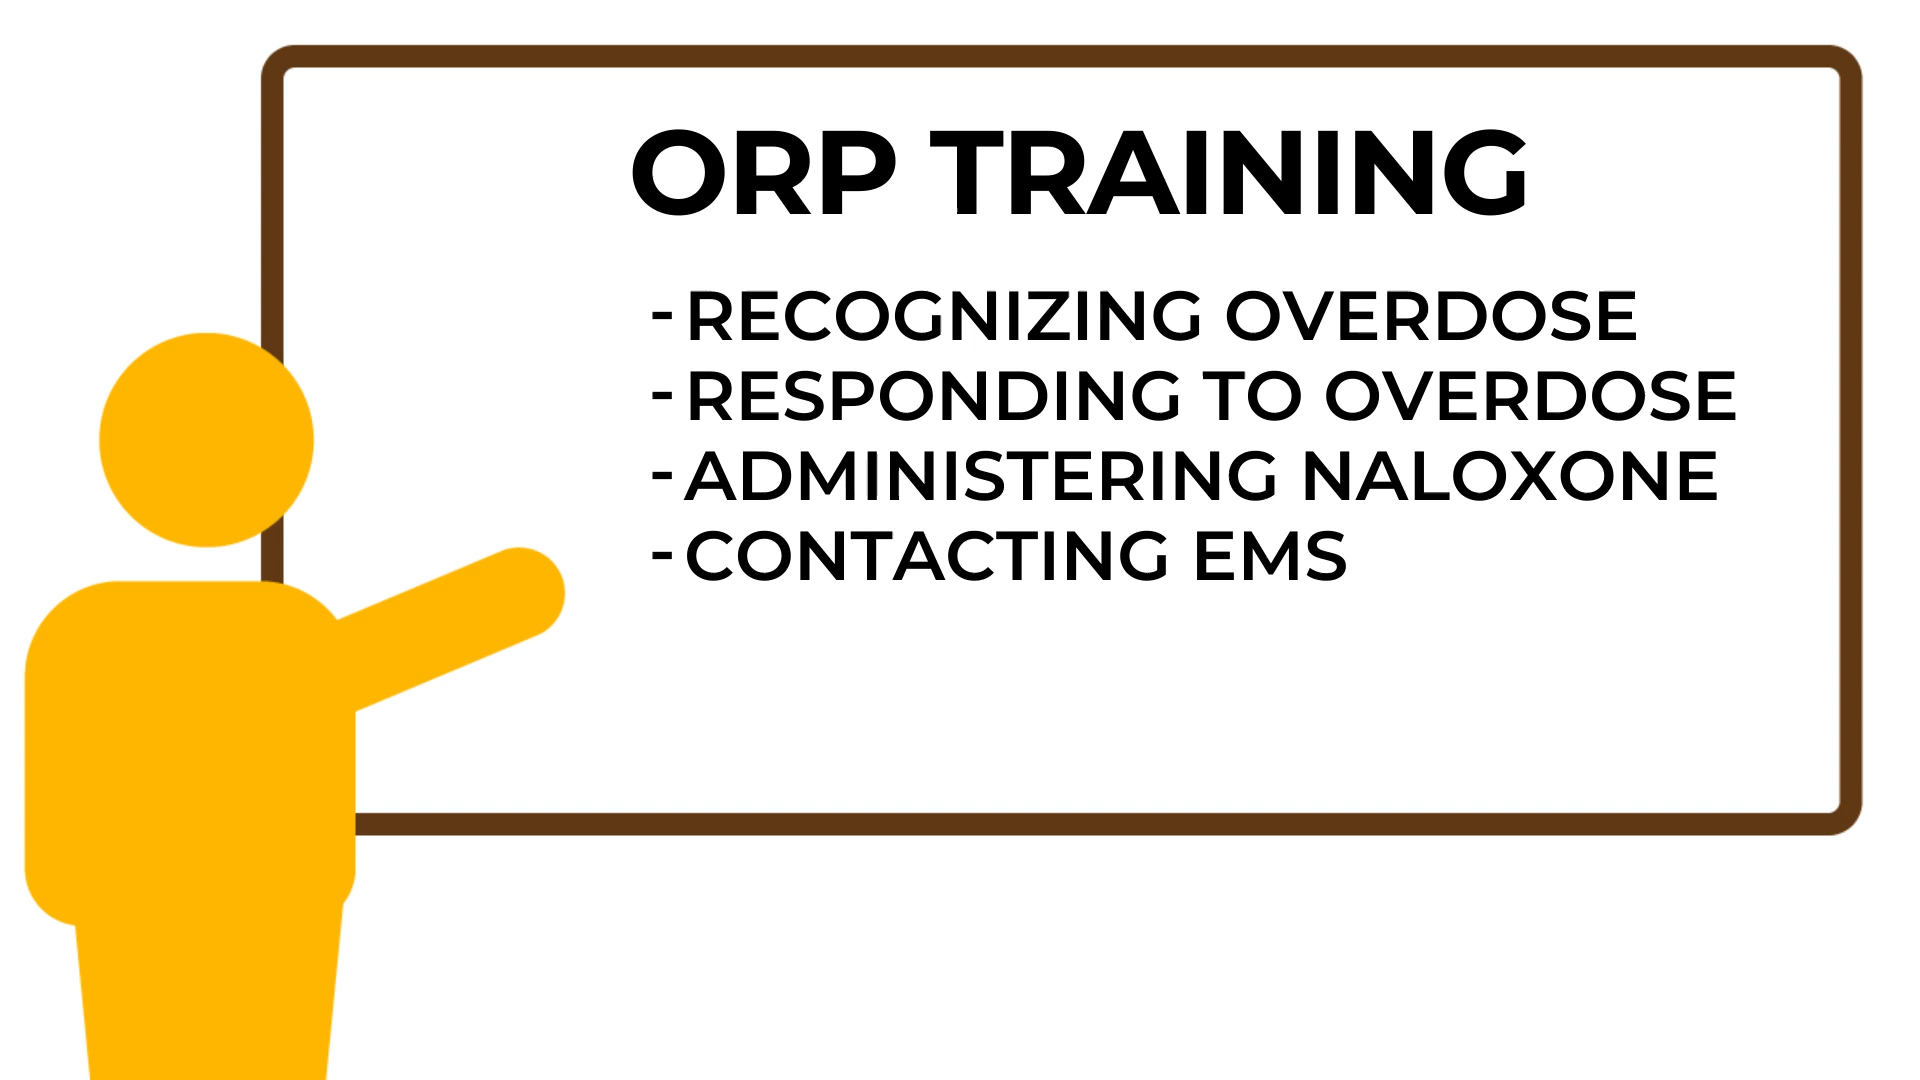 ORP TRAINING
- RECOGNIZING OVERDOSE
- RESPONDING TO OVERDOSE
- ADMINISTERING NALOXONE
- CONTACTING EMS